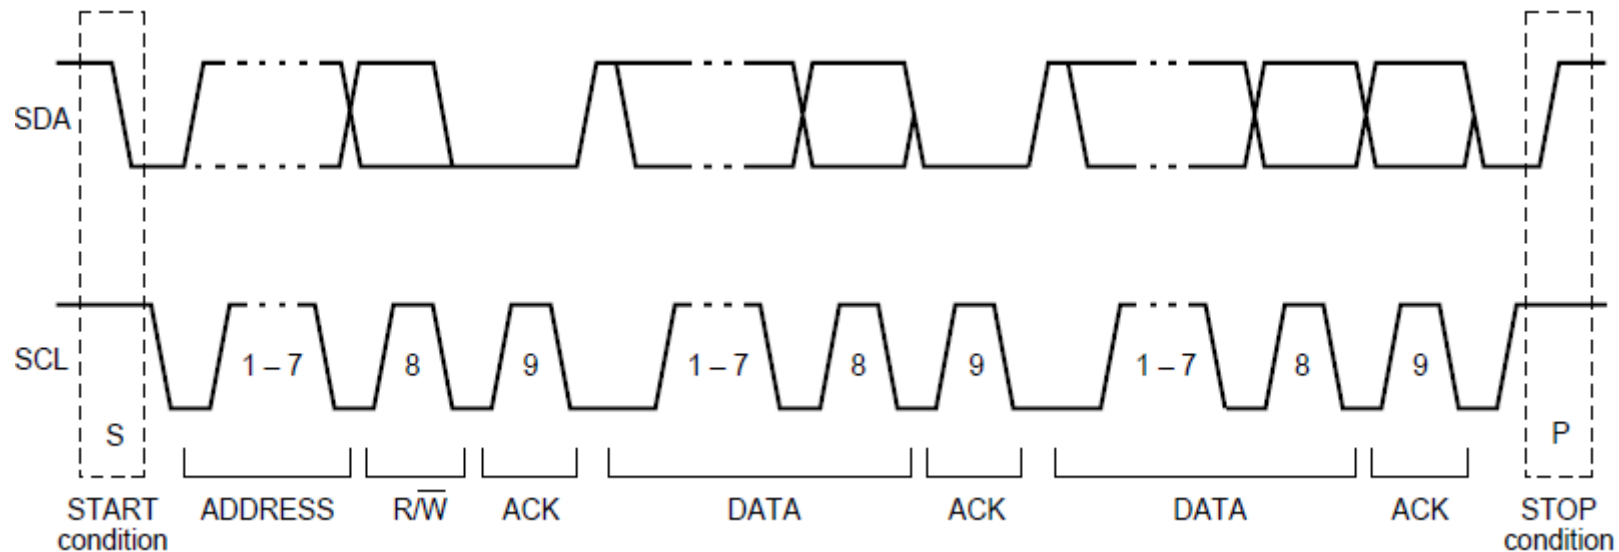 SDA
SCL
1 – 7
8
9
1 – 7
8
9
1 – 7
8
9
S
P
START
condition
ADDRESS
R/W̅
ACK
DATA
ACK
DATA
ACK
STOP
condition